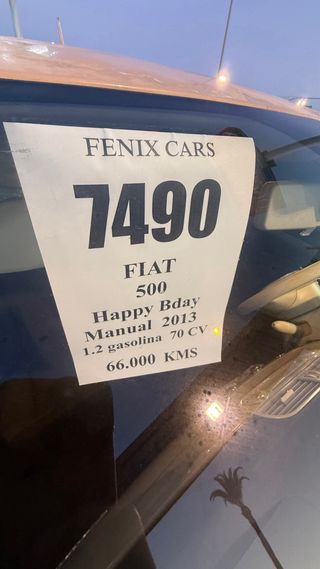 FENIX CARS
7490
FIAT
500
Happy Bday
Manual 2013
1.2 gasolina 70 CV
66.000 KMS